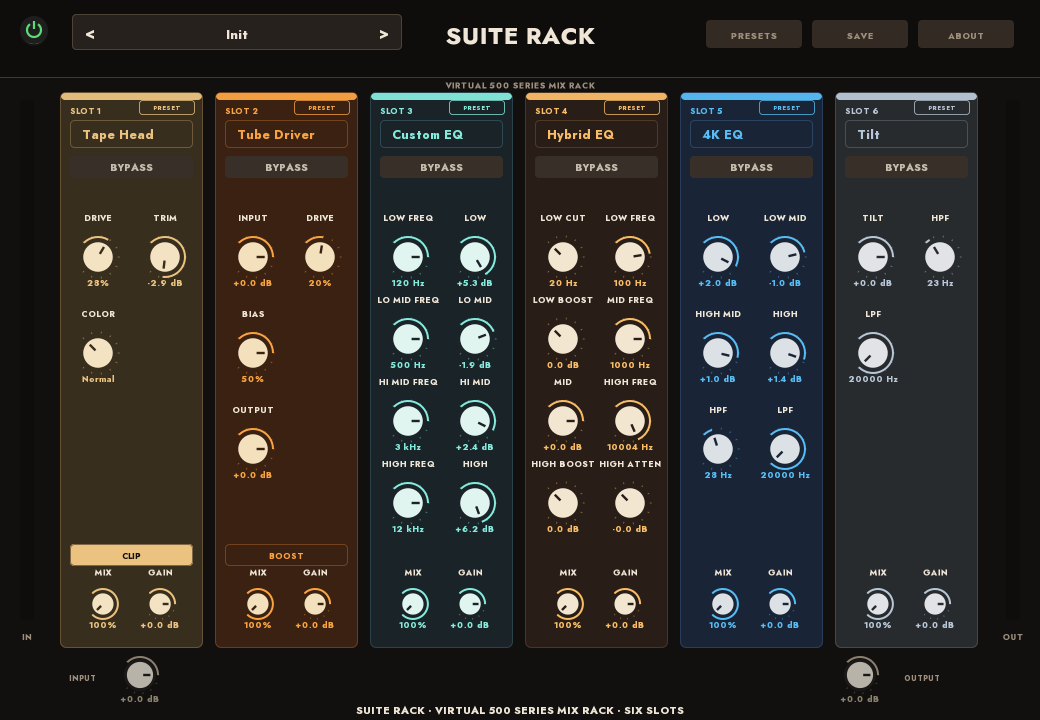 < Init >
SUITE RACK
PRESETS SAVE ABOUT
VIRTUAL 500 SERIES MIX RACK
SLOT 1 PRESET
Tape Head
BYPASS
DRIVE TRIM
28% -2.9 dB
COLOR
Normal
CLIP
MIX GAIN
100% +0.0 dB
SLOT 2 PRESET
Tube Driver
BYPASS
INPUT DRIVE
+0.0 dB 20%
BIAS
50%
OUTPUT
+0.0 dB
BOOST
MIX GAIN
100% +0.0 dB
SLOT 3 PRESET
Custom EQ
BYPASS
LOW FREQ LOW
120 Hz +5.3 dB
LO MID FREQ LO MID
500 Hz -1.9 dB
HI MID FREQ HI MID
3 kHz +2.4 dB
HIGH FREQ HIGH
12 kHz +6.2 dB
MIX GAIN
100% +0.0 dB
SLOT 4 PRESET
Hybrid EQ
BYPASS
LOW CUT LOW FREQ
20 Hz 100 Hz
LOW BOOST MID FREQ
0.0 dB 1000 Hz
MID HIGH FREQ
+0.0 dB 10004 Hz
HIGH BOOST HIGH ATTEN
0.0 dB -0.0 dB
MIX GAIN
100% +0.0 dB
SLOT 5 PRESET
4K EQ
BYPASS
LOW LOW MID
+2.0 dB -1.0 dB
HIGH MID HIGH
+1.0 dB +1.4 dB
HPF LPF
28 Hz 20000 Hz
MIX GAIN
100% +0.0 dB
SLOT 6 PRESET
Tilt
BYPASS
TILT HPF
+0.0 dB 23 Hz
LPF
20000 Hz
MIX GAIN
100% +0.0 dB
IN OUT
INPUT
+0.0 dB
OUTPUT
+0.0 dB
SUITE RACK · VIRTUAL 500 SERIES MIX RACK · SIX SLOTS